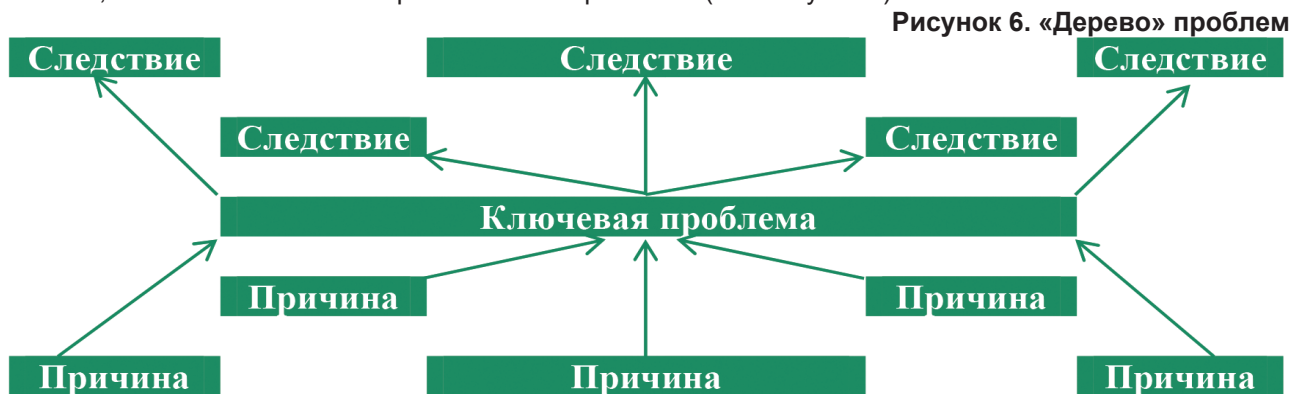 Рисунок 6. «Дерево» проблем
Следствие Следствие Следствие
Следствие Следствие
Ключевая проблема
Причина Причина
Причина Причина Причина